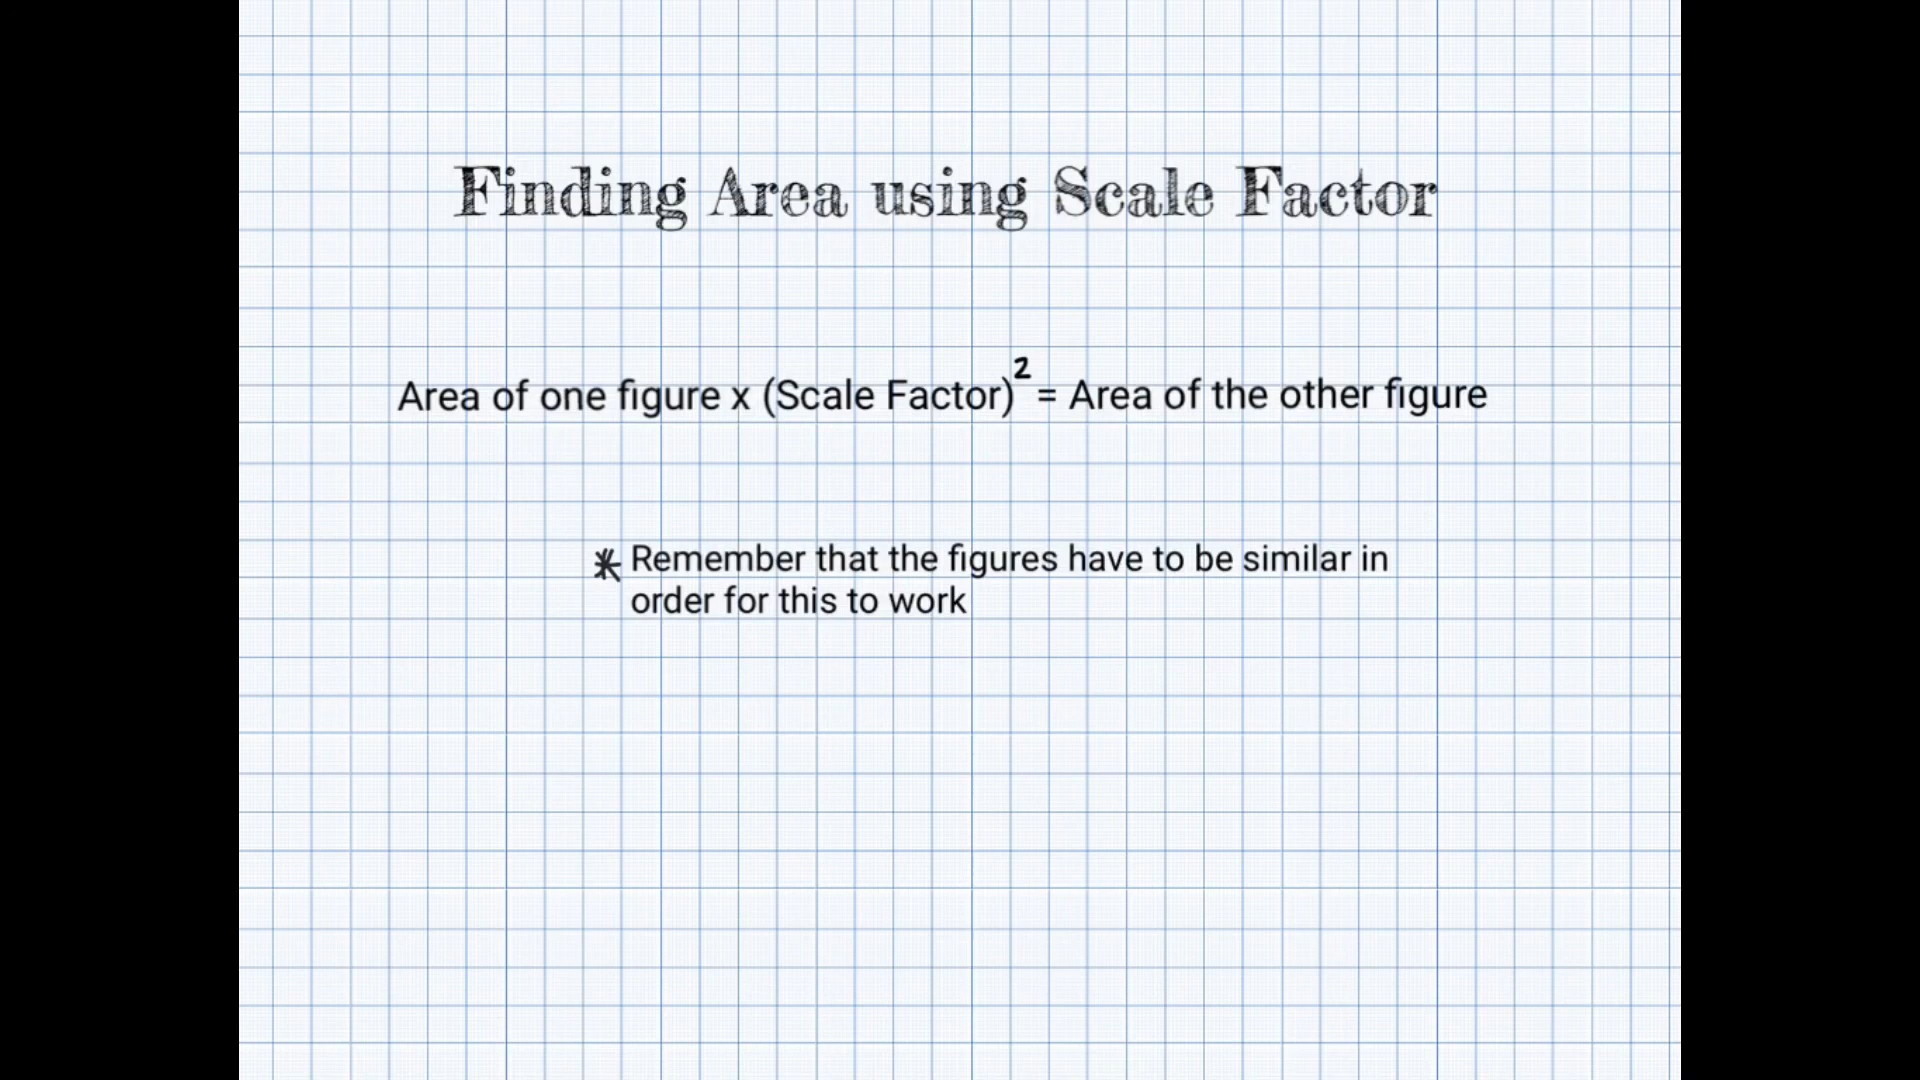 Finding Area using Scale Factor
Area of one figure x (Scale Factor)² = Area of the other figure
* Remember that the figures have to be similar in
order for this to work